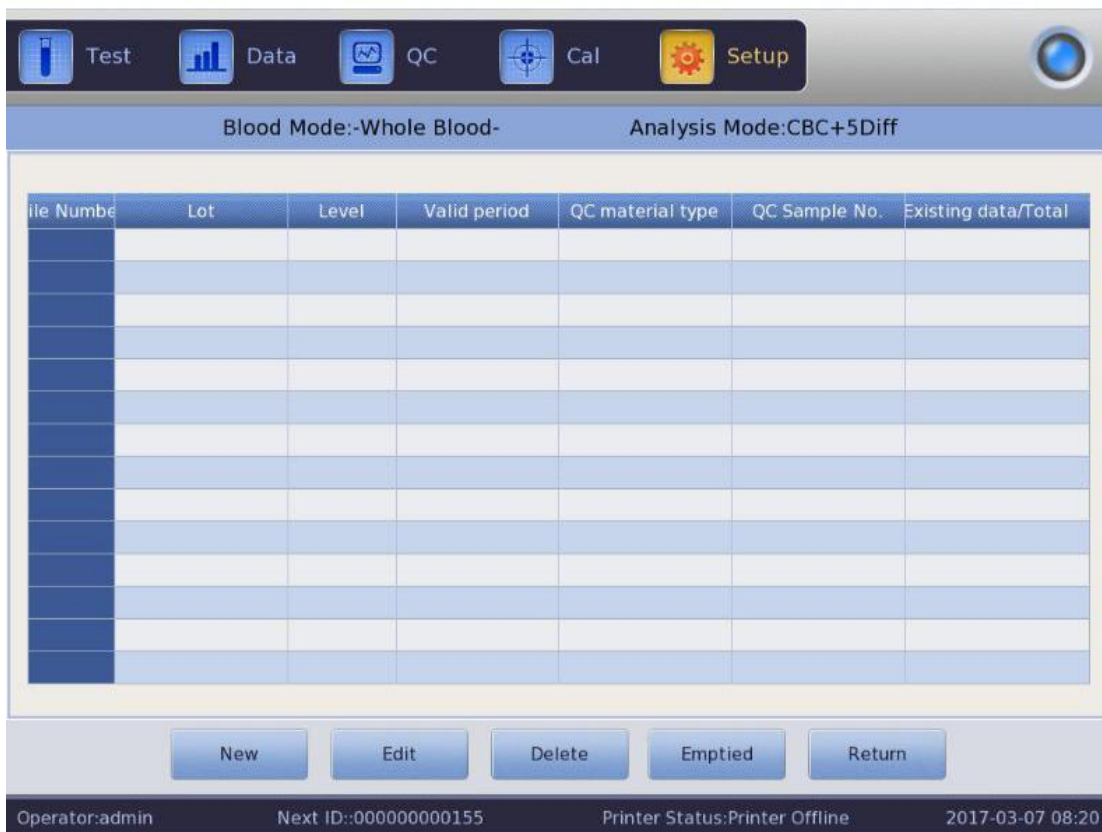 Test Data QC Cal Setup
Blood Mode:-Whole Blood- Analysis Mode:CBC+5Diff
ile Numbe Lot Level Valid period QC material type QC Sample No. Existing data/Total
New Edit Delete Emptied Return
Operator:admin Next ID::000000000155 Printer Status:Printer Offline 2017-03-07 08:20